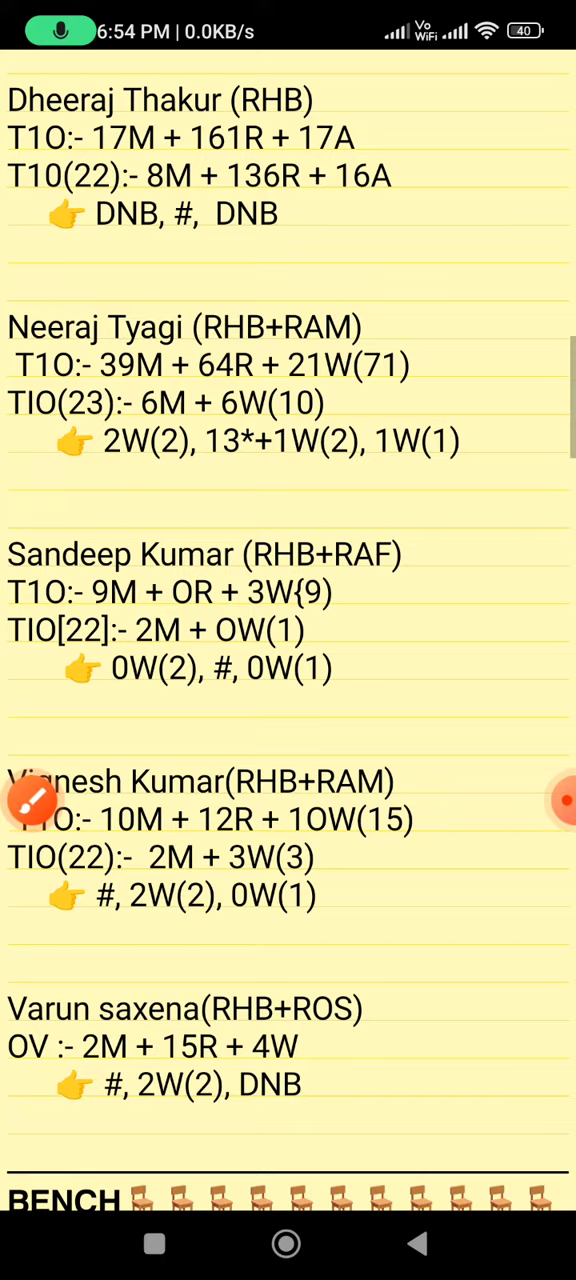 6:54 PM | 0.0KB/s Vo WiFi 40
Dheeraj Thakur (RHB)
T1O:- 17M + 161R + 17A
T10(22):- 8M + 136R + 16A
👉 DNB, #, DNB
Neeraj Tyagi (RHB+RAM)
T1O:- 39M + 64R + 21W(71)
TIO(23):- 6M + 6W(10)
👉 2W(2), 13*+1W(2), 1W(1)
Sandeep Kumar (RHB+RAF)
T1O:- 9M + OR + 3W{9)
TIO[22]:- 2M + OW(1)
👉 0W(2), #, 0W(1)
Vignesh Kumar(RHB+RAM)
T1O:- 10M + 12R + 1OW(15)
TIO(22):- 2M + 3W(3)
👉 #, 2W(2), 0W(1)
Varun saxena(RHB+ROS)
OV :- 2M + 15R + 4W
👉 #, 2W(2), DNB
BENCH🪑🪑🪑🪑🪑🪑🪑🪑🪑🪑🪑